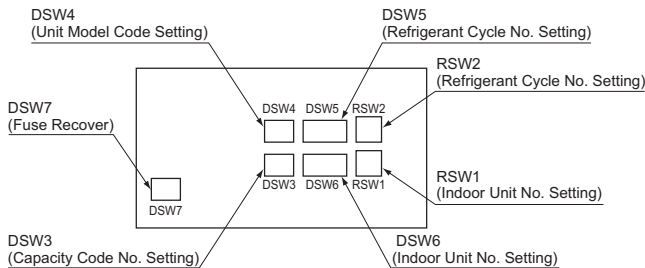 DSW4
(Unit Model Code Setting)
DSW5
(Refrigerant Cycle No. Setting)
RSW2
(Refrigerant Cycle No. Setting)
DSW7
(Fuse Recover)
DSW4 DSW5 RSW2
DSW3 DSW6 RSW1
DSW7
RSW1
(Indoor Unit No. Setting)
DSW3
(Capacity Code No. Setting)
DSW6
(Indoor Unit No. Setting)